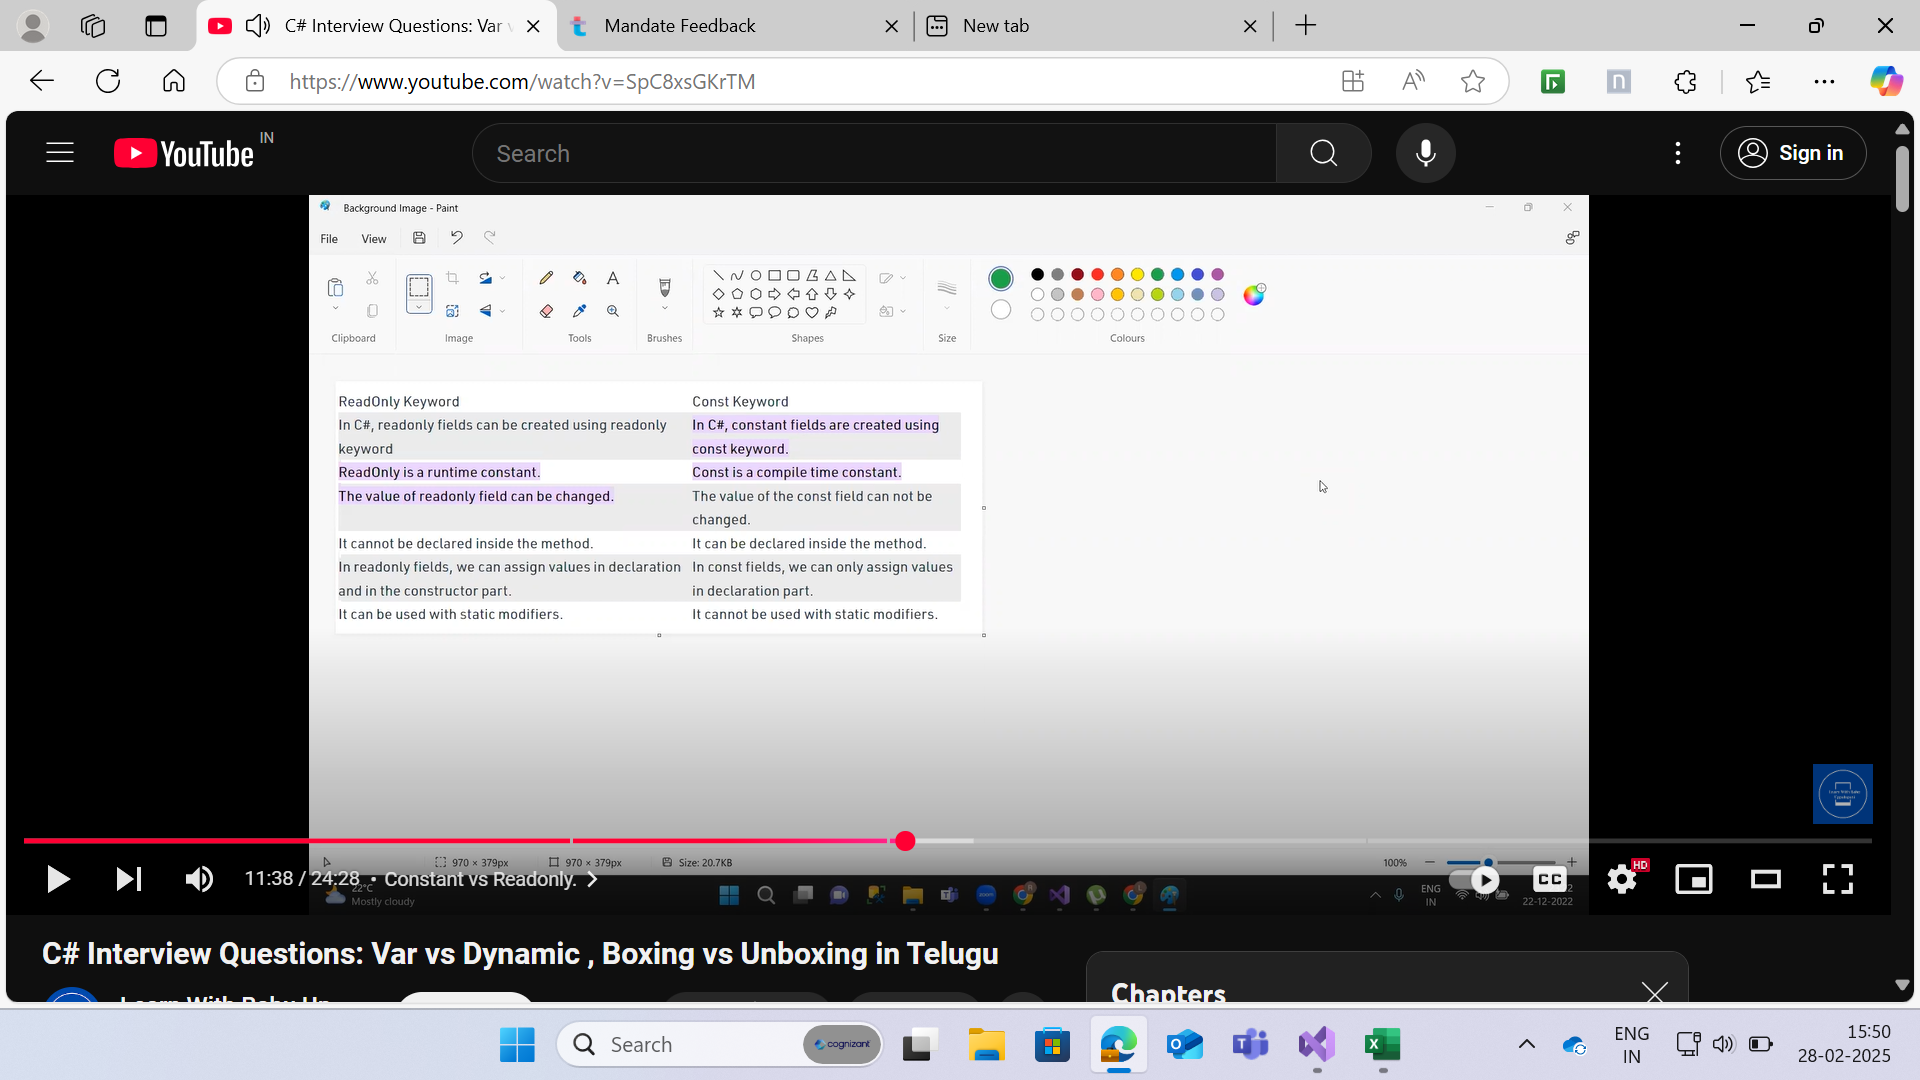 C# Interview Questions: Var v
Mandate Feedback
New tab
https://www.youtube.com/watch?v=SpC8xsGKrTM
YouTube IN
Search
Sign in
Background Image - Paint
File View
Clipboard
Image
Tools
Brushes
Shapes
Size
Colours
ReadOnly Keyword
Const Keyword
In C#, readonly fields can be created using readonly
keyword
In C#, constant fields are created using
const keyword.
ReadOnly is a runtime constant.
Const is a compile time constant.
The value of readonly field can be changed.
The value of the const field can not be
changed.
It cannot be declared inside the method.
It can be declared inside the method.
In readonly fields, we can assign values in declaration
and in the constructor part.
In const fields, we can only assign values
in declaration part.
It can be used with static modifiers.
It cannot be used with static modifiers.
970 × 379px
970 × 379px
Size: 20.7KB
100%
11:38 / 24:28 • Constant vs Readonly.
HD
CC
22°C
Mostly cloudy
ENG
IN
22-12-2022
C# Interview Questions: Var vs Dynamic , Boxing vs Unboxing in Telugu
Chapters
Search
cognizant
ENG
IN
15:50
28-02-2025